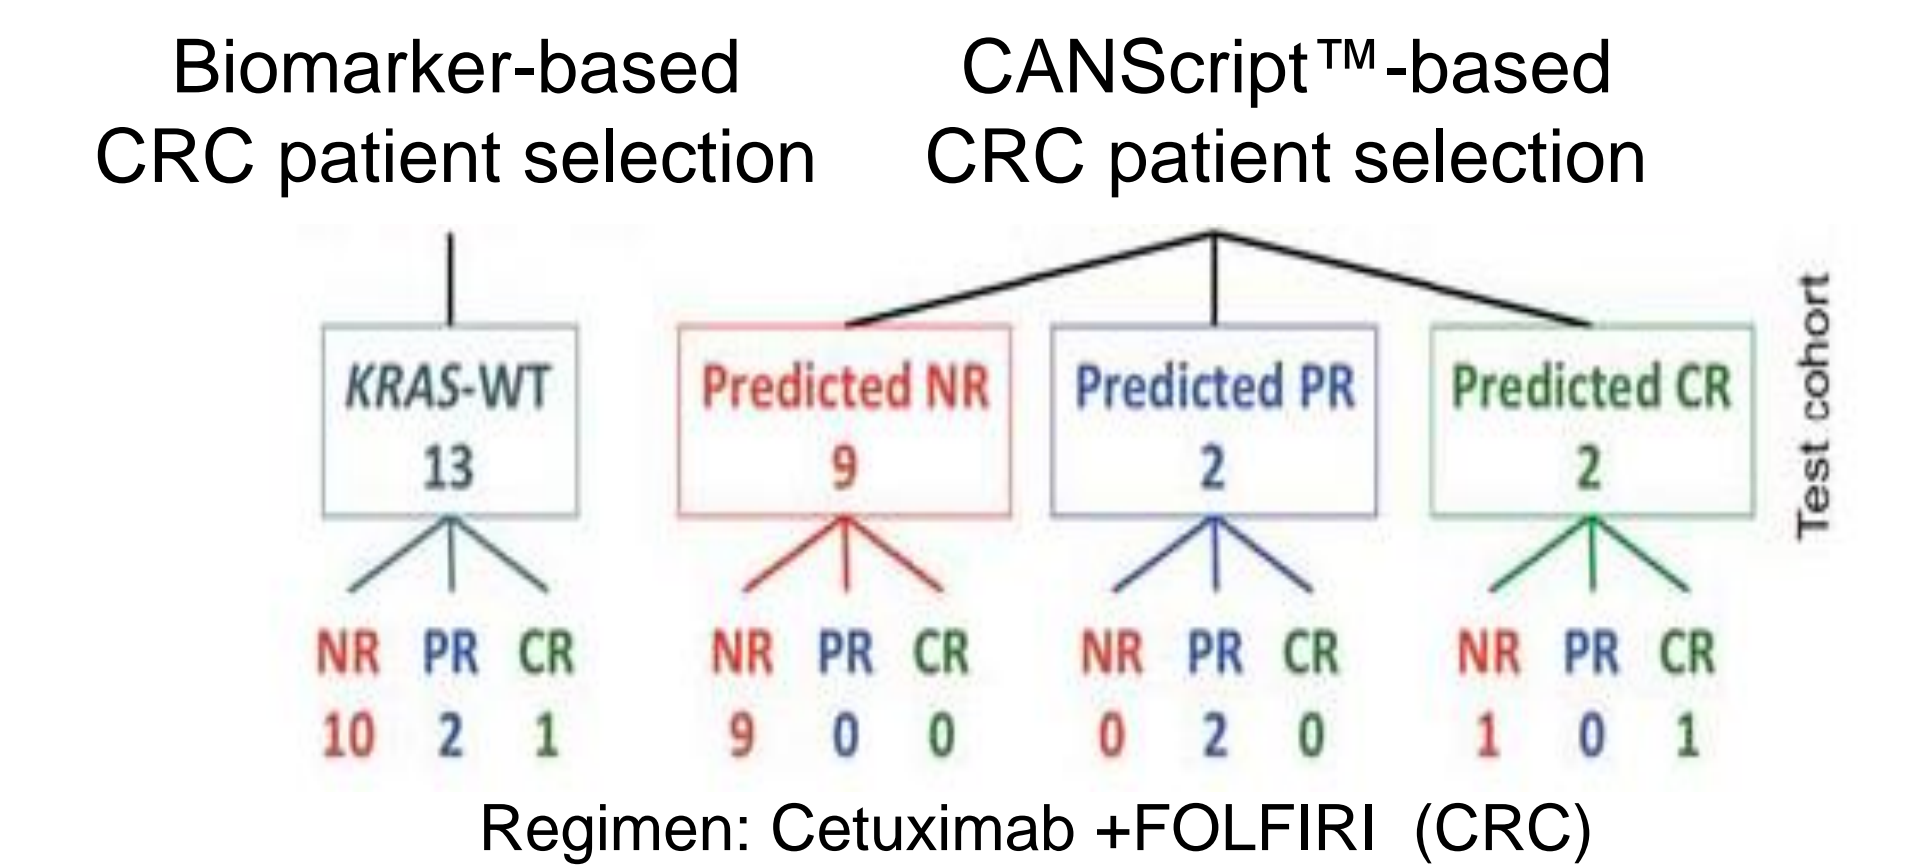 Biomarker-based
CRC patient selection
CANScript™-based
CRC patient selection
KRAS-WT
13
Predicted NR
9
Predicted PR
2
Predicted CR
2
Test cohort
NR PR CR
10 2 1
NR PR CR
9 0 0
NR PR CR
0 2 0
NR PR CR
1 0 1
Regimen: Cetuximab +FOLFIRI (CRC)